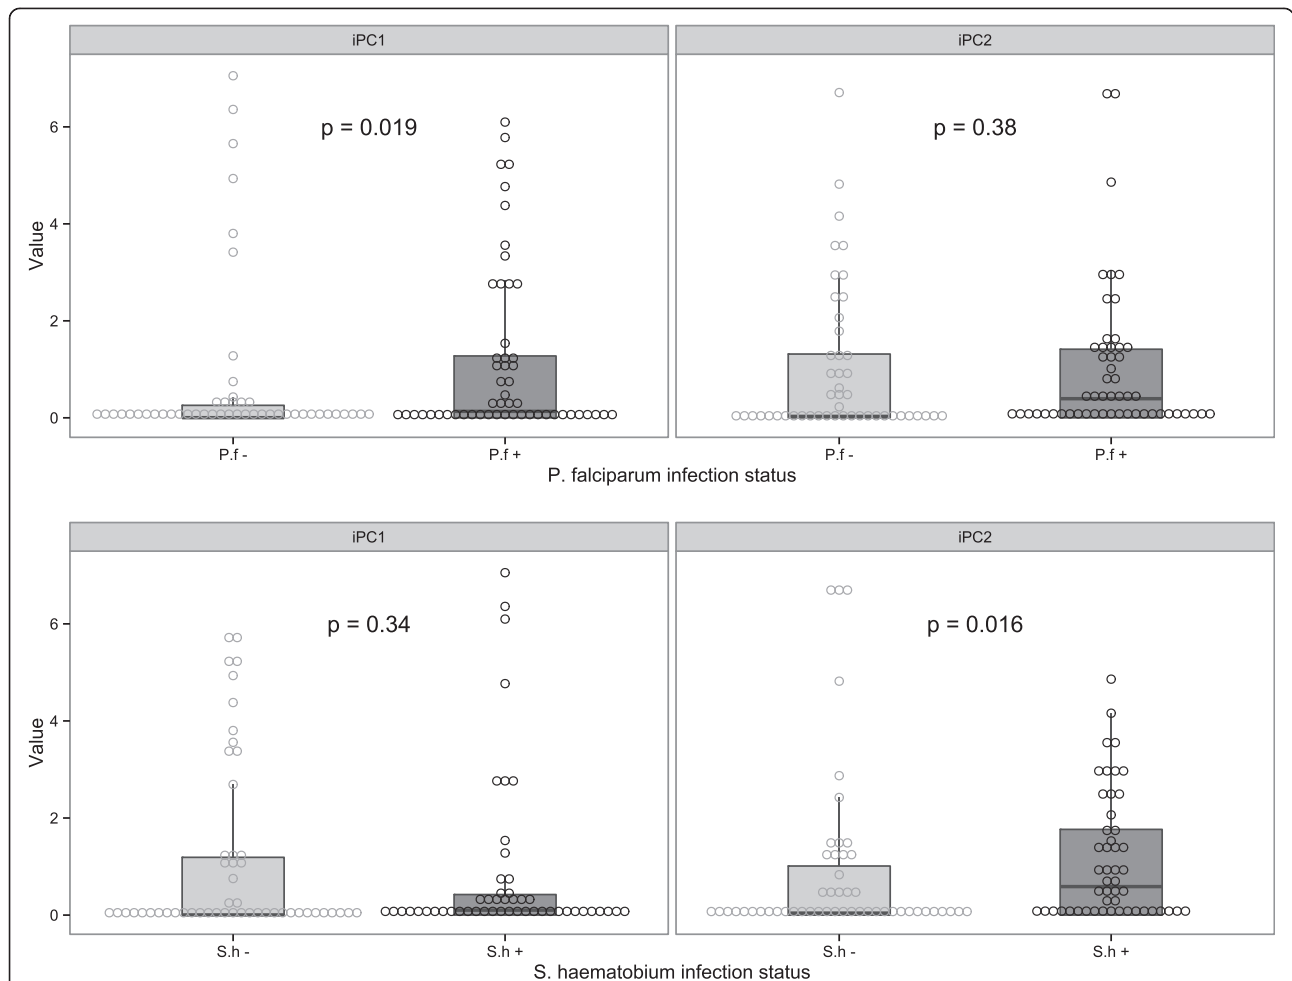 iPC1 iPC2
6
p = 0.019 p = 0.38
4
Value
2
0
P.f - P.f + P.f - P.f +
P. falciparum infection status
iPC1 iPC2
6
p = 0.34 p = 0.016
4
Value
2
0
S.h - S.h + S.h - S.h +
S. haematobium infection status